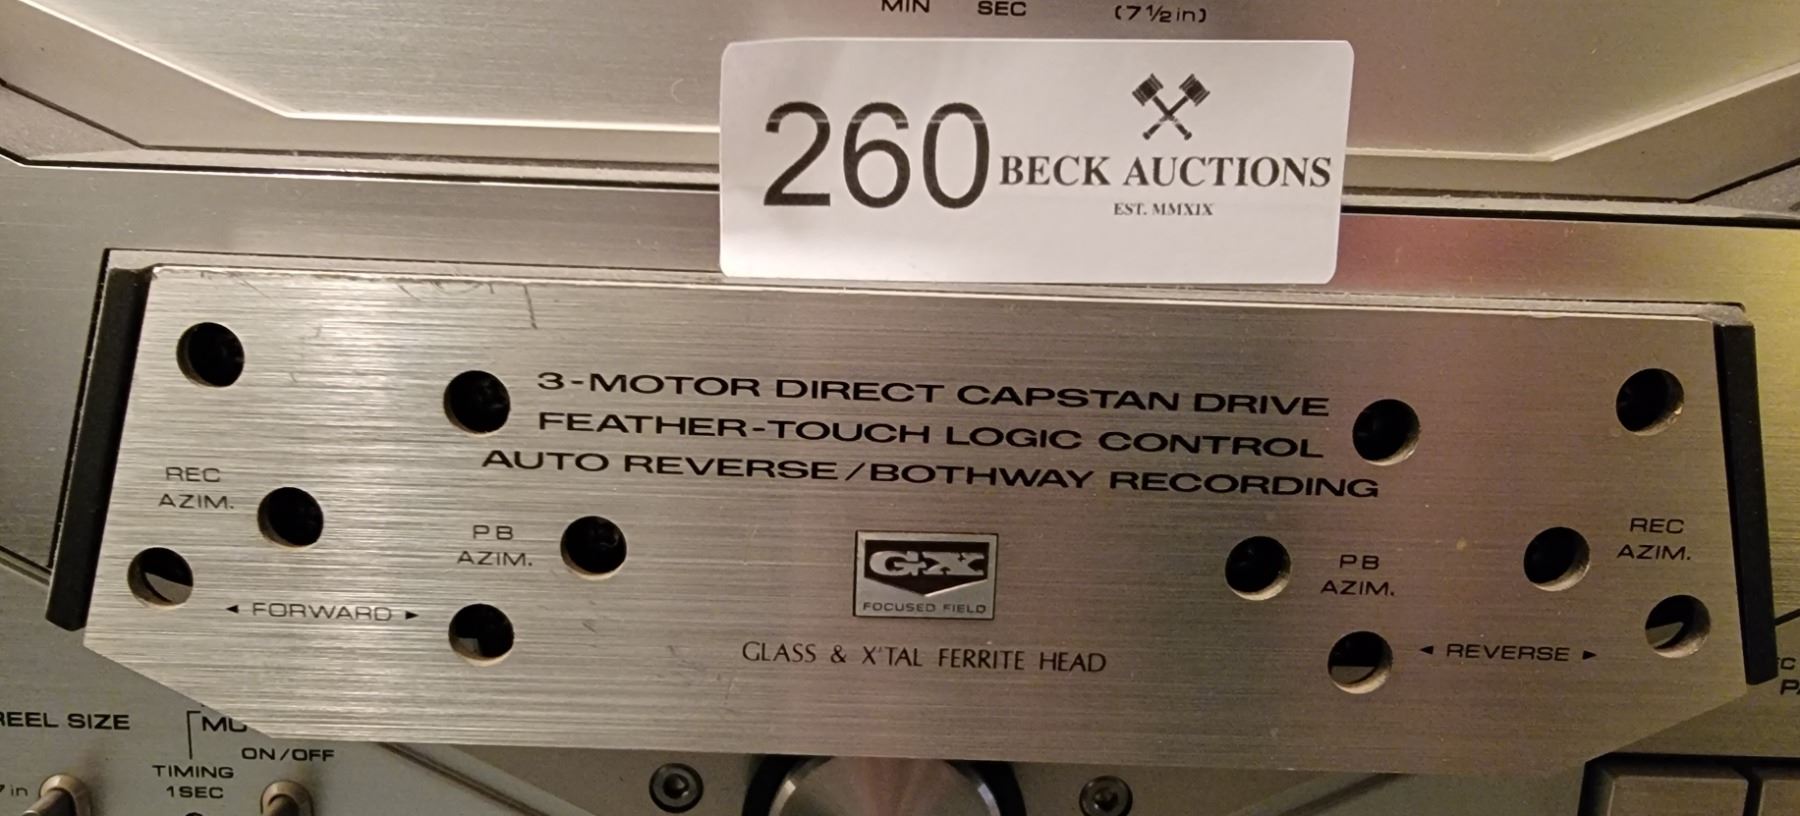 MIN SEC (7½in)
260
BECK AUCTIONS
EST. MMXIX
3-MOTOR DIRECT CAPSTAN DRIVE
FEATHER-TOUCH LOGIC CONTROL
AUTO REVERSE/BOTHWAY RECORDING
REC
AZIM.
PB
AZIM.
◄ FORWARD ►
GX
FOCUSED FIELD
GLASS & X'TAL FERRITE HEAD
PB
AZIM.
REC
AZIM.
◄ REVERSE ►
REEL SIZE
ON/OFF
TIMING
1SEC
7in